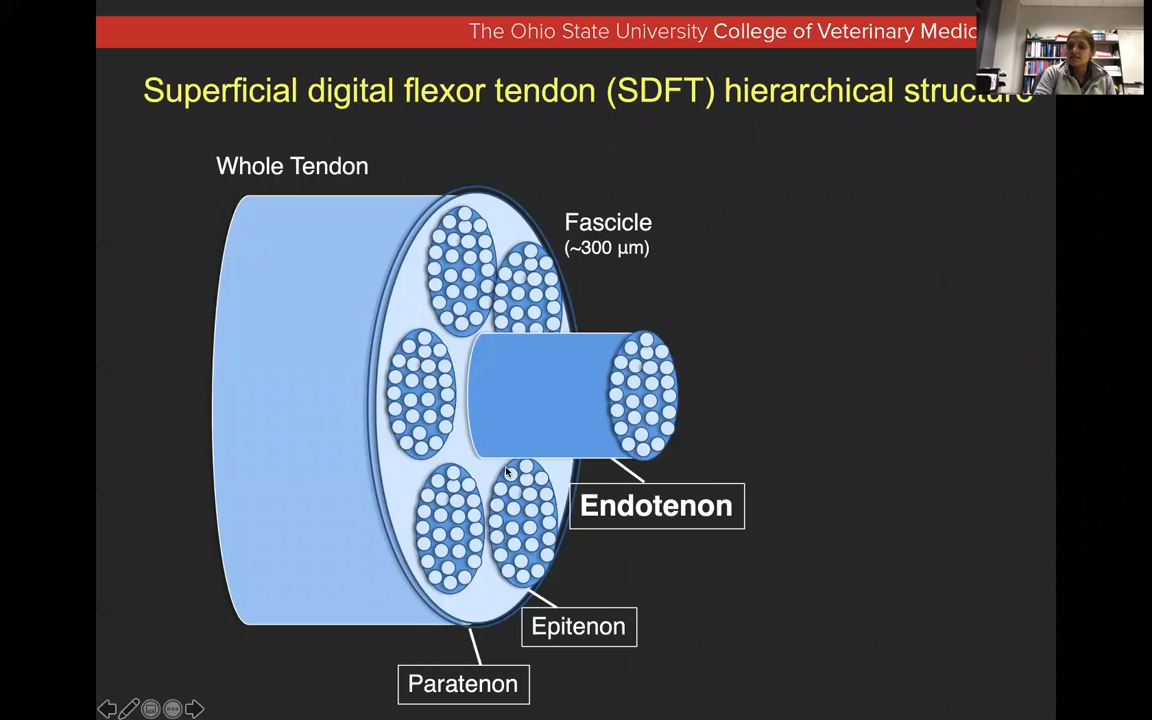 The Ohio State University College of Veterinary
Superficial digital flexor tendon (SDFT) hierarchical structure
Whole Tendon
Fascicle
(~300 µm)
Endotenon
Epitenon
Paratenon